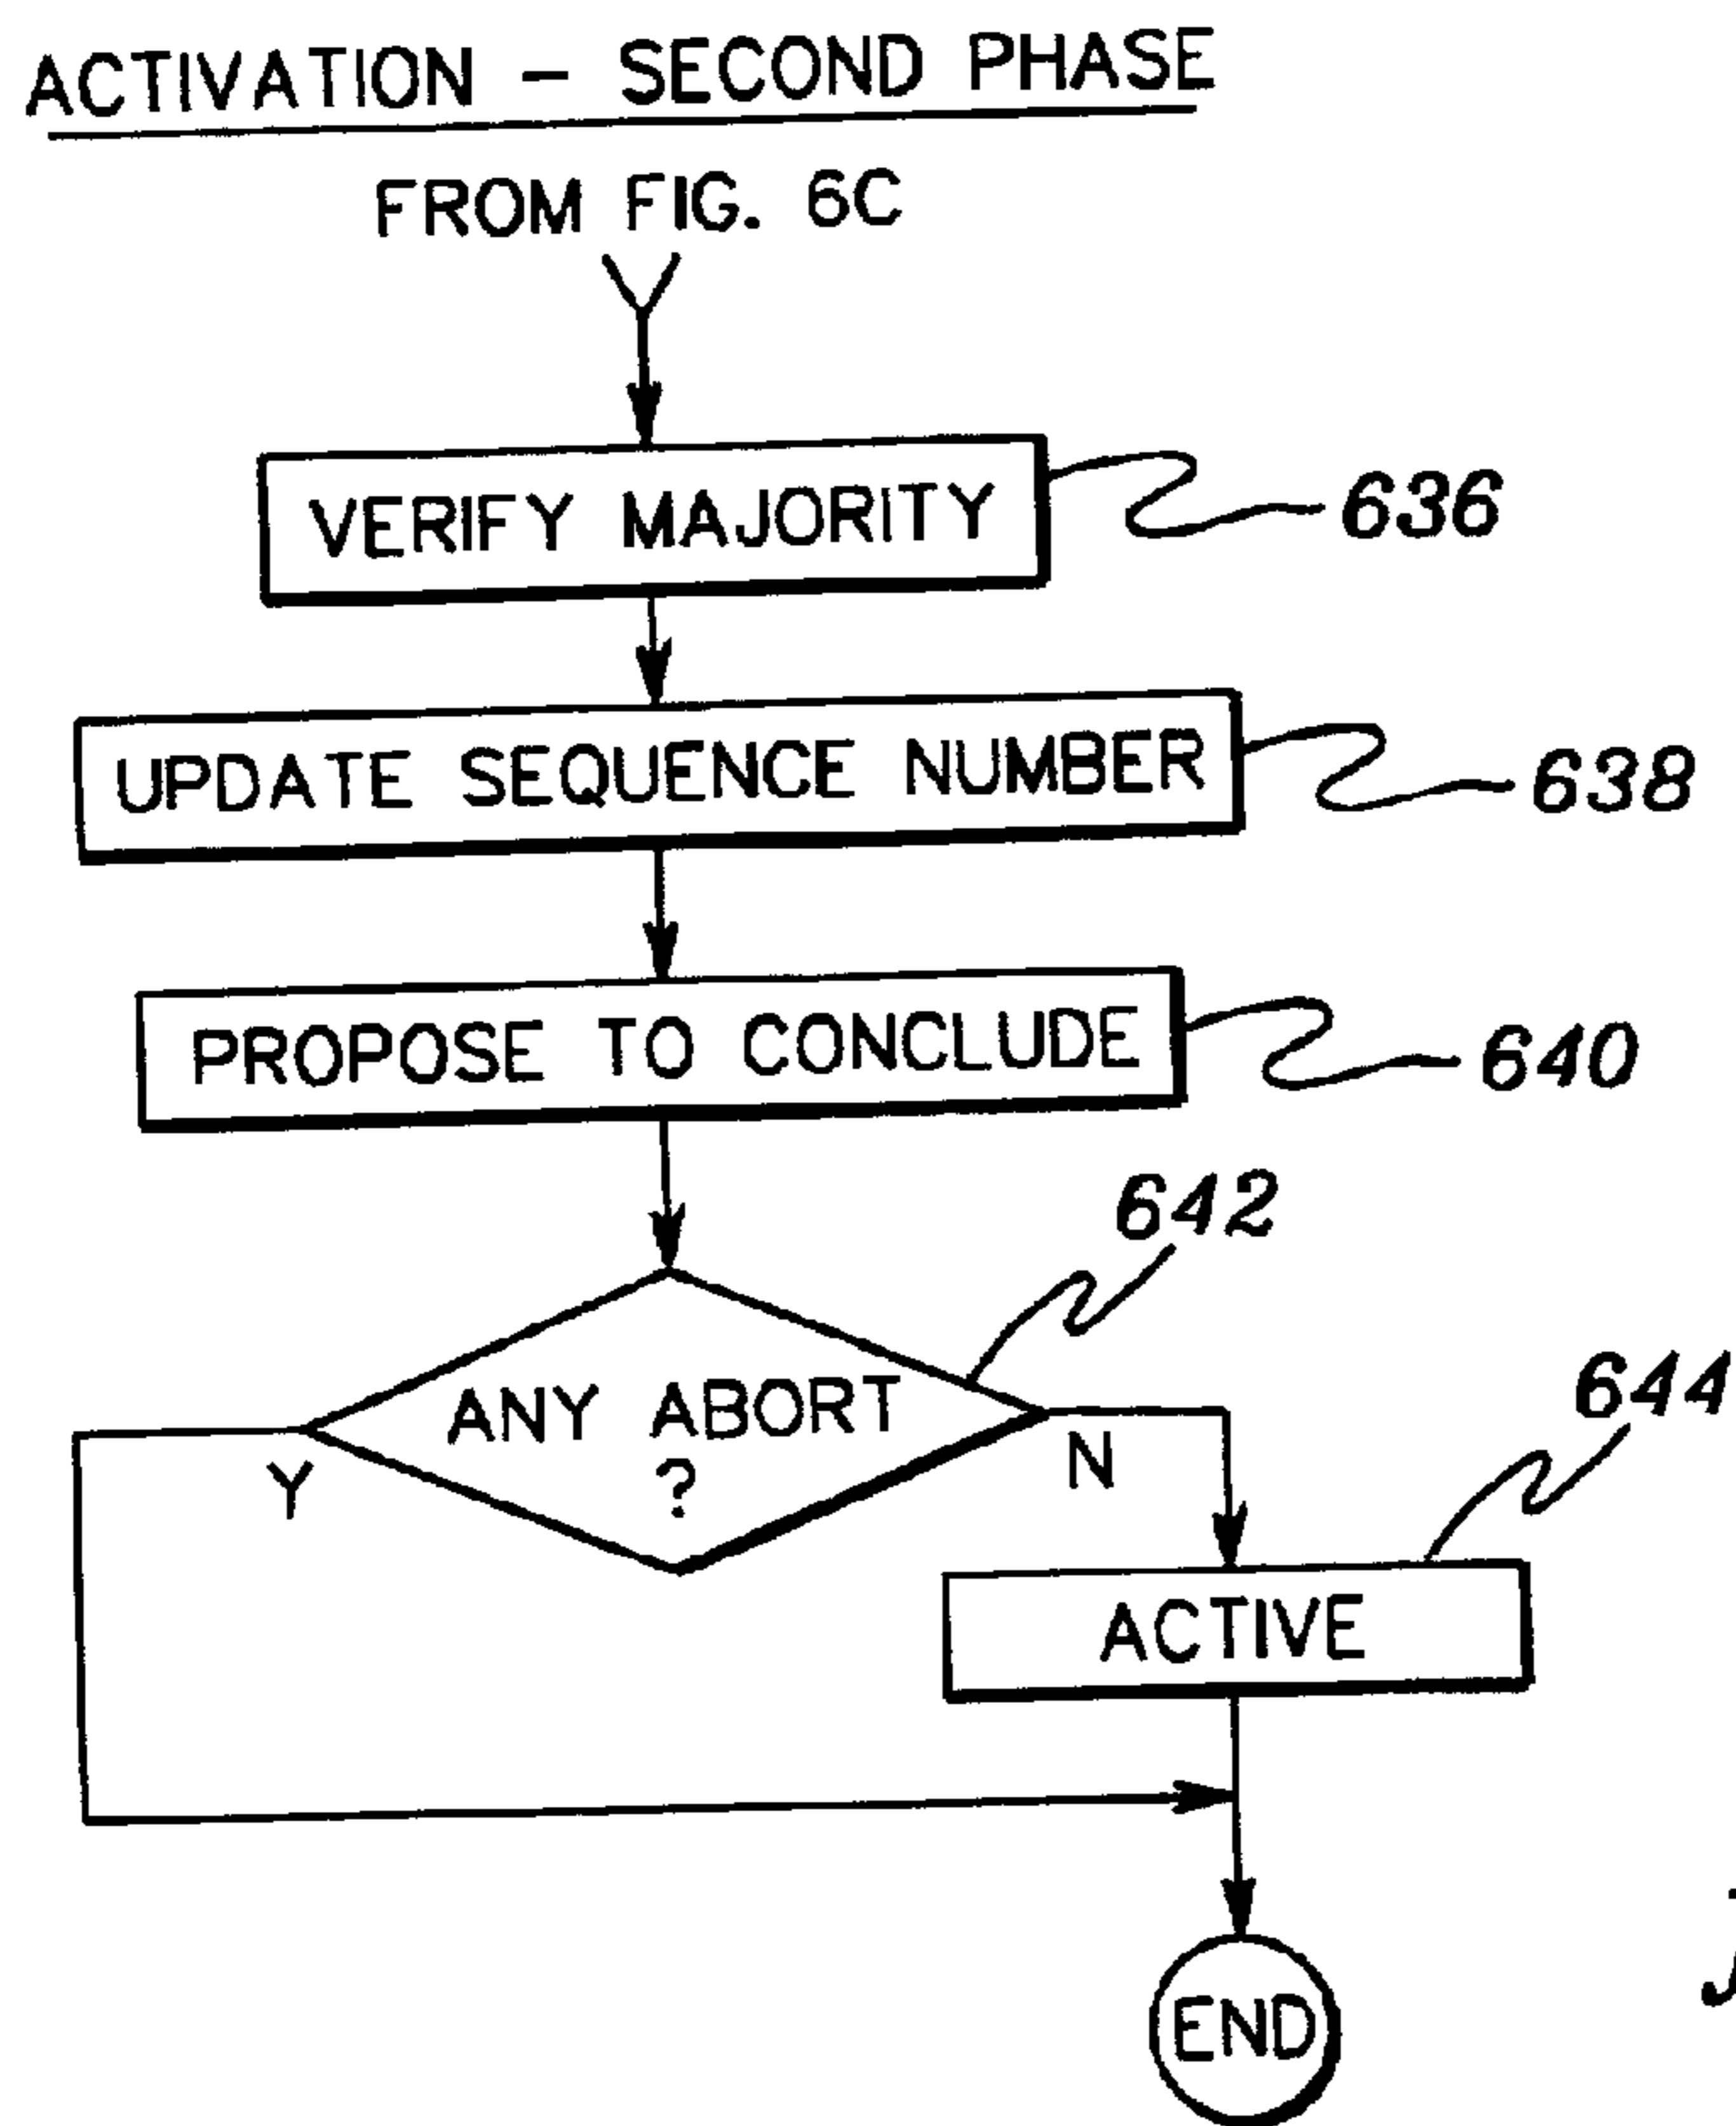 ACTIVATION - SECOND PHASE
FROM FIG. 6C
VERIFY MAJORITY
636
UPDATE SEQUENCE NUMBER
638
PROPOSE TO CONCLUDE
640
642
ANY ABORT
?
Y
N
644
ACTIVE
END